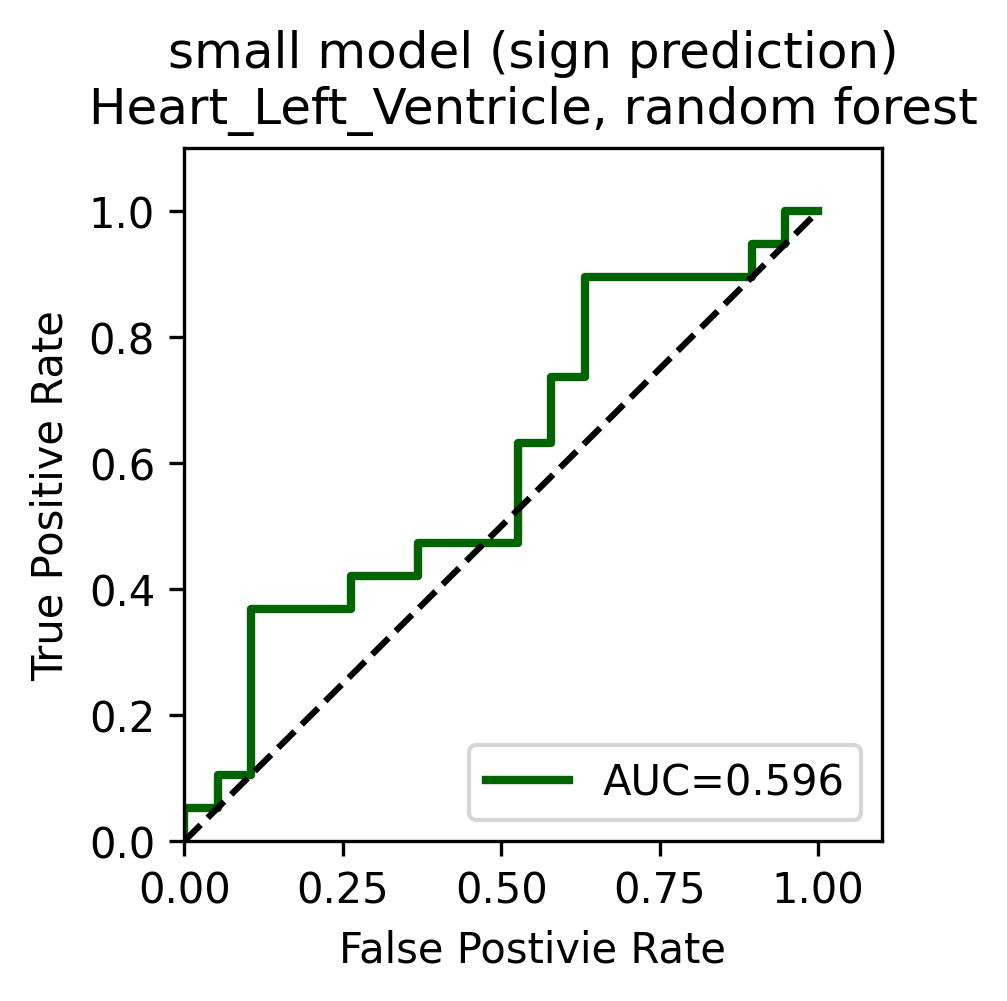 small model (sign prediction)
Heart_Left_Ventricle, random forest
1.0
0.8
0.6
0.4
0.2
0.0
True Positive Rate
AUC=0.596
0.00 0.25 0.50 0.75 1.00
False Postivie Rate